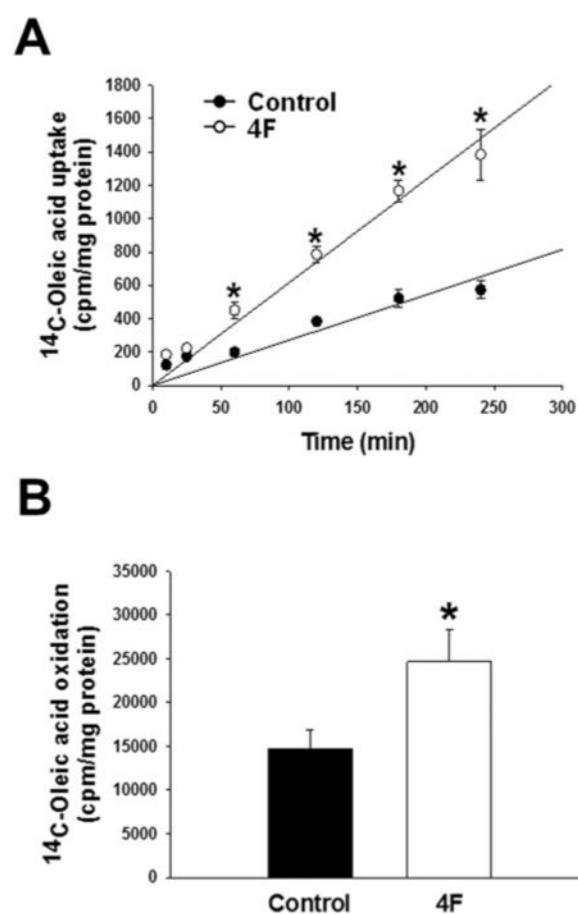 A
1800
1600
1400
1200
1000
800
600
400
200
0
14C-Oleic acid uptake
(cpm/mg protein)
Control
4F
*
*
*
*
0 50 100 150 200 250 300
Time (min)
B
35000
30000
25000
20000
15000
10000
5000
0
14C-Oleic acid oxidation
(cpm/mg protein)
*
Control 4F